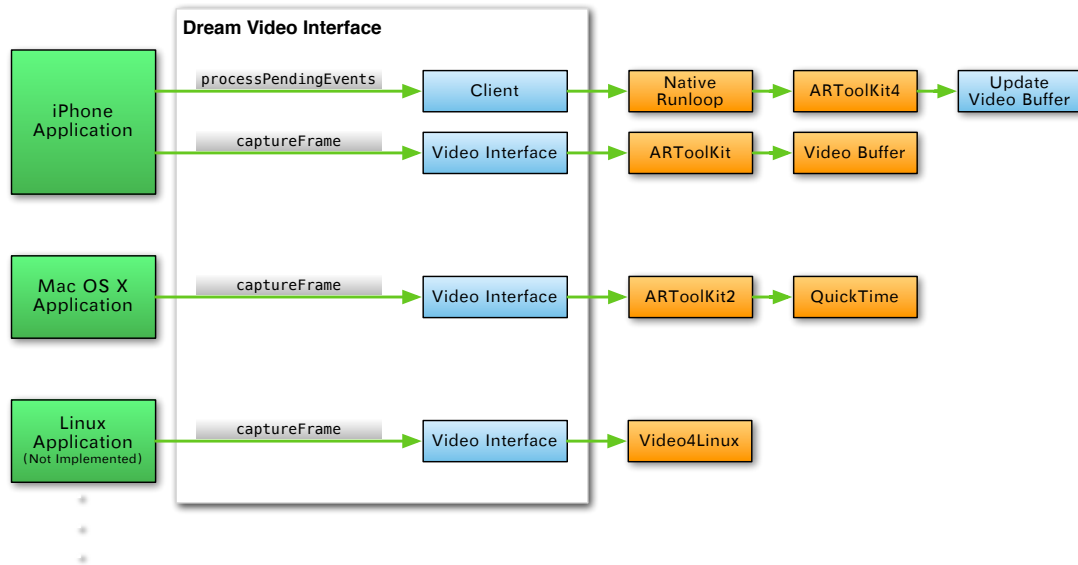 Dream Video Interface
iPhone
Application
processPendingEvents
Client
Native
Runloop
ARToolKit4
Update
Video Buffer
captureFrame
Video Interface
ARToolKit
Video Buffer
Mac OS X
Application
captureFrame
Video Interface
ARToolKit2
QuickTime
Linux
Application
(Not Implemented)
captureFrame
Video Interface
Video4Linux